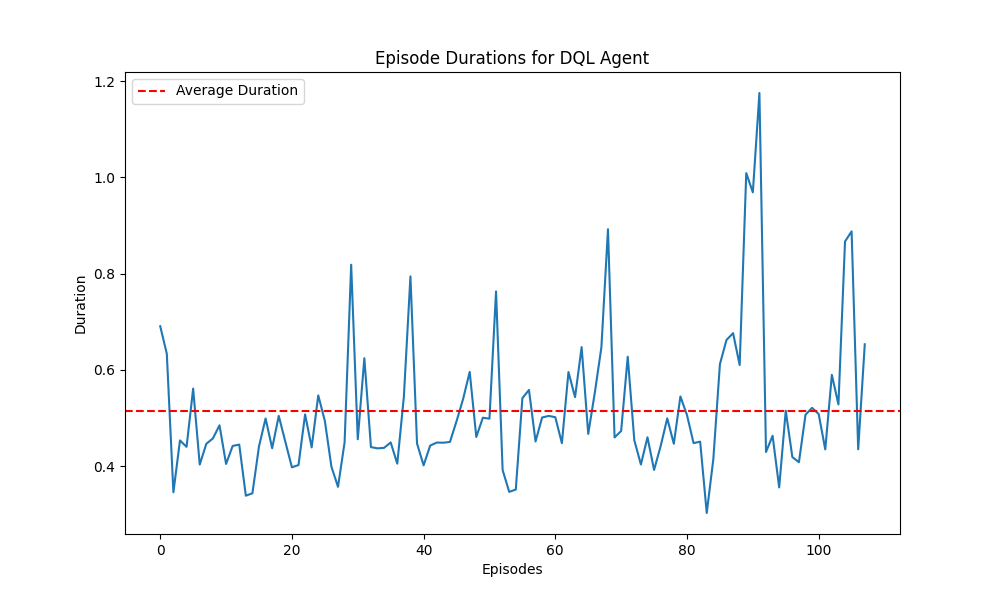 Episode Durations for DQL Agent
Average Duration
1.2
1.0
0.8
0.6
0.4
Duration
0 20 40 60 80 100
Episodes